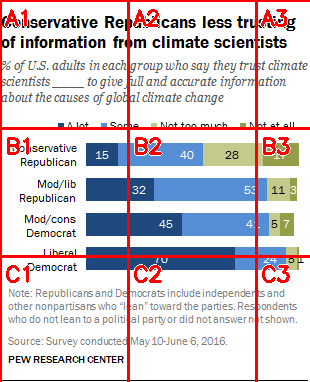 Conservative Republicans less trusting
of information from climate scientists
% of U.S. adults in each group who say they trust climate
scientists _____ to give full and accurate information
about the causes of global climate change
A lot Some Not too much Not at all
Conservative Republican 15 40 28 17
Mod/lib Republican 32 53 11 3
Mod/cons Democrat 45 41 5 7
Liberal Democrat 70 24 5 1
Note: Republicans and Democrats include independents and
other nonpartisans who “lean” toward the parties. Respondents
who do not lean to a political party or did not answer not shown.
Source: Survey conducted May 10-June 6, 2016.
PEW RESEARCH CENTER
A1 A2 A3
B1 B2 B3
C1 C2 C3